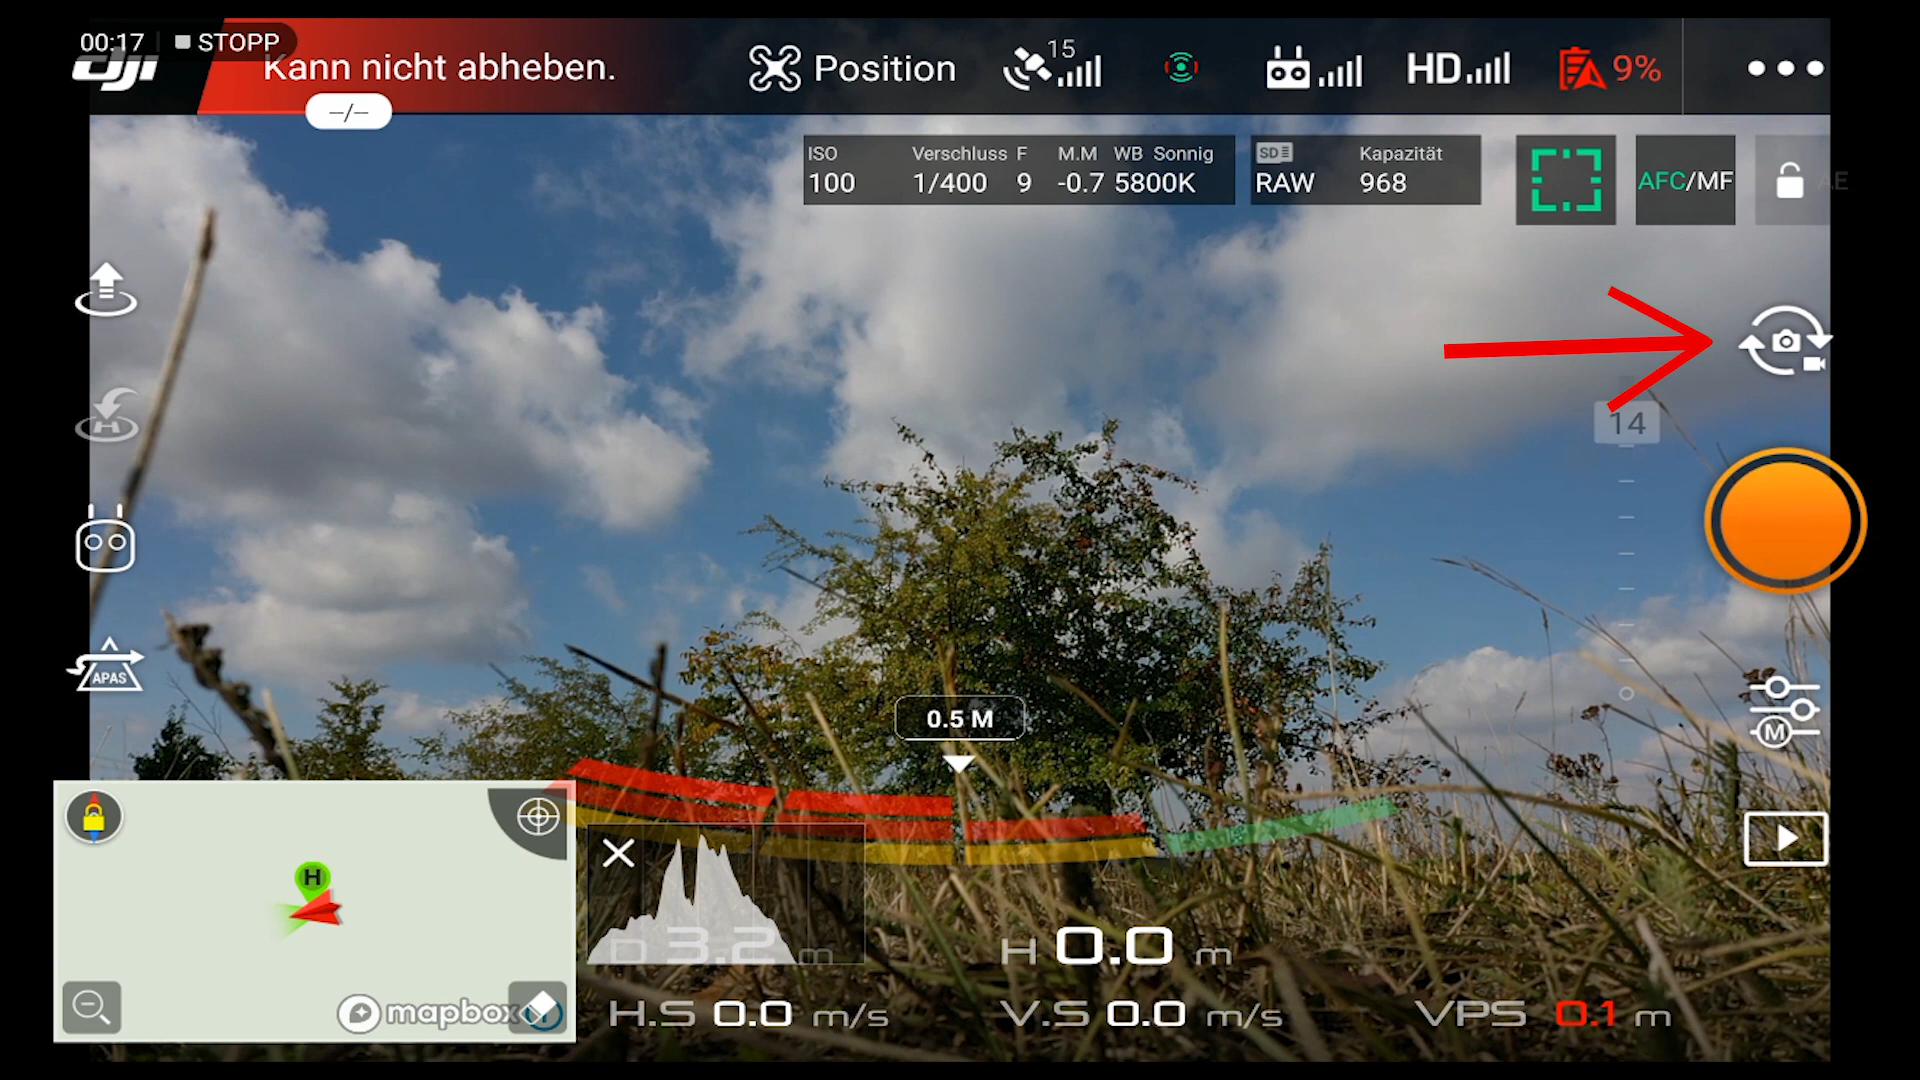 00:17 STOPP
dji
Kann nicht abheben.
Position
15
HD
9%
–/–
ISO Verschluss F M.M WB Sonnig
100 1/400 9 -0.7 5800K
SD Kapazität
RAW 968
AFC/MF
AE
14
H
APAS
0.5 M
M
H
mapbox
D 3.2 m
H 0.0 m
H.S 0.0 m/s
V.S 0.0 m/s
VPS 0.1 m